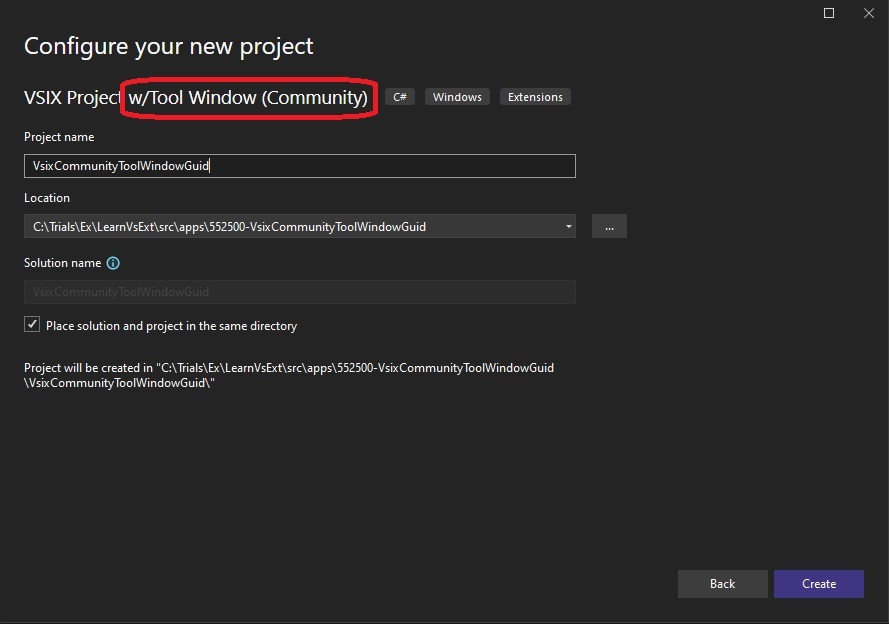 Configure your new project
VSIX Project w/Tool Window (Community) C# Windows Extensions
Project name
VsixCommunityToolWindowGuid
Location
C:\Trials\Ex\LearnVsExt\src\apps\552500-VsixCommunityToolWindowGuid ...
Solution name
VsixCommunityToolWindowGuid
Place solution and project in the same directory
Project will be created in "C:\Trials\Ex\LearnVsExt\src\apps\552500-VsixCommunityToolWindowGuid
\VsixCommunityToolWindowGuid\"
Back Create